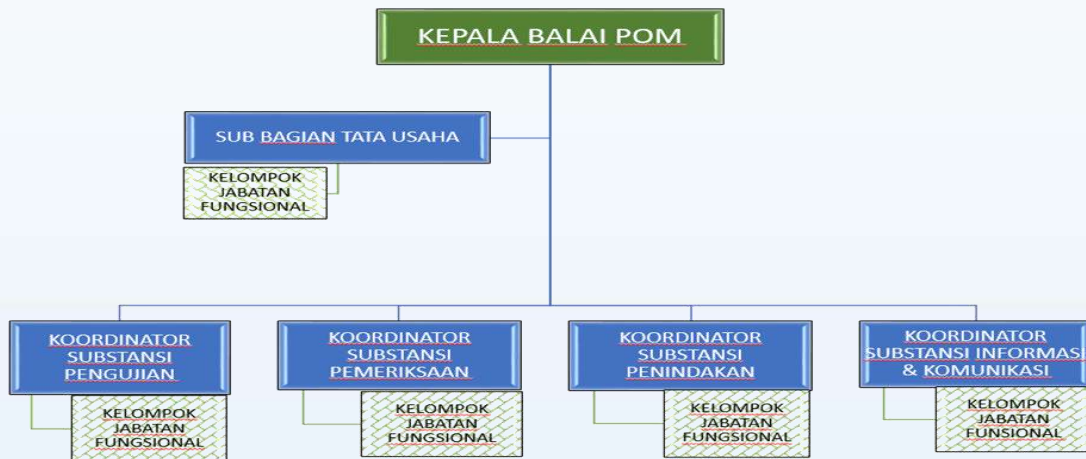 KEPALA BALAI POM
SUB BAGIAN TATA USAHA
KELOMPOK
JABATAN
FUNGSIONAL
KOORDINATOR
SUBSTANSI
PENGUJIAN
KELOMPOK
JABATAN
FUNGSIONAL
KOORDINATOR
SUBSTANSI
PEMERIKSAAN
KELOMPOK
JABATAN
FUNGSIONAL
KOORDINATOR
SUBSTANSI
PENINDAKAN
KELOMPOK
JABATAN
FUNGSIONAL
KOORDINATOR
SUBSTANSI INFORMASI
& KOMUNIKASI
KELOMPOK
JABATAN
FUNSIONAL